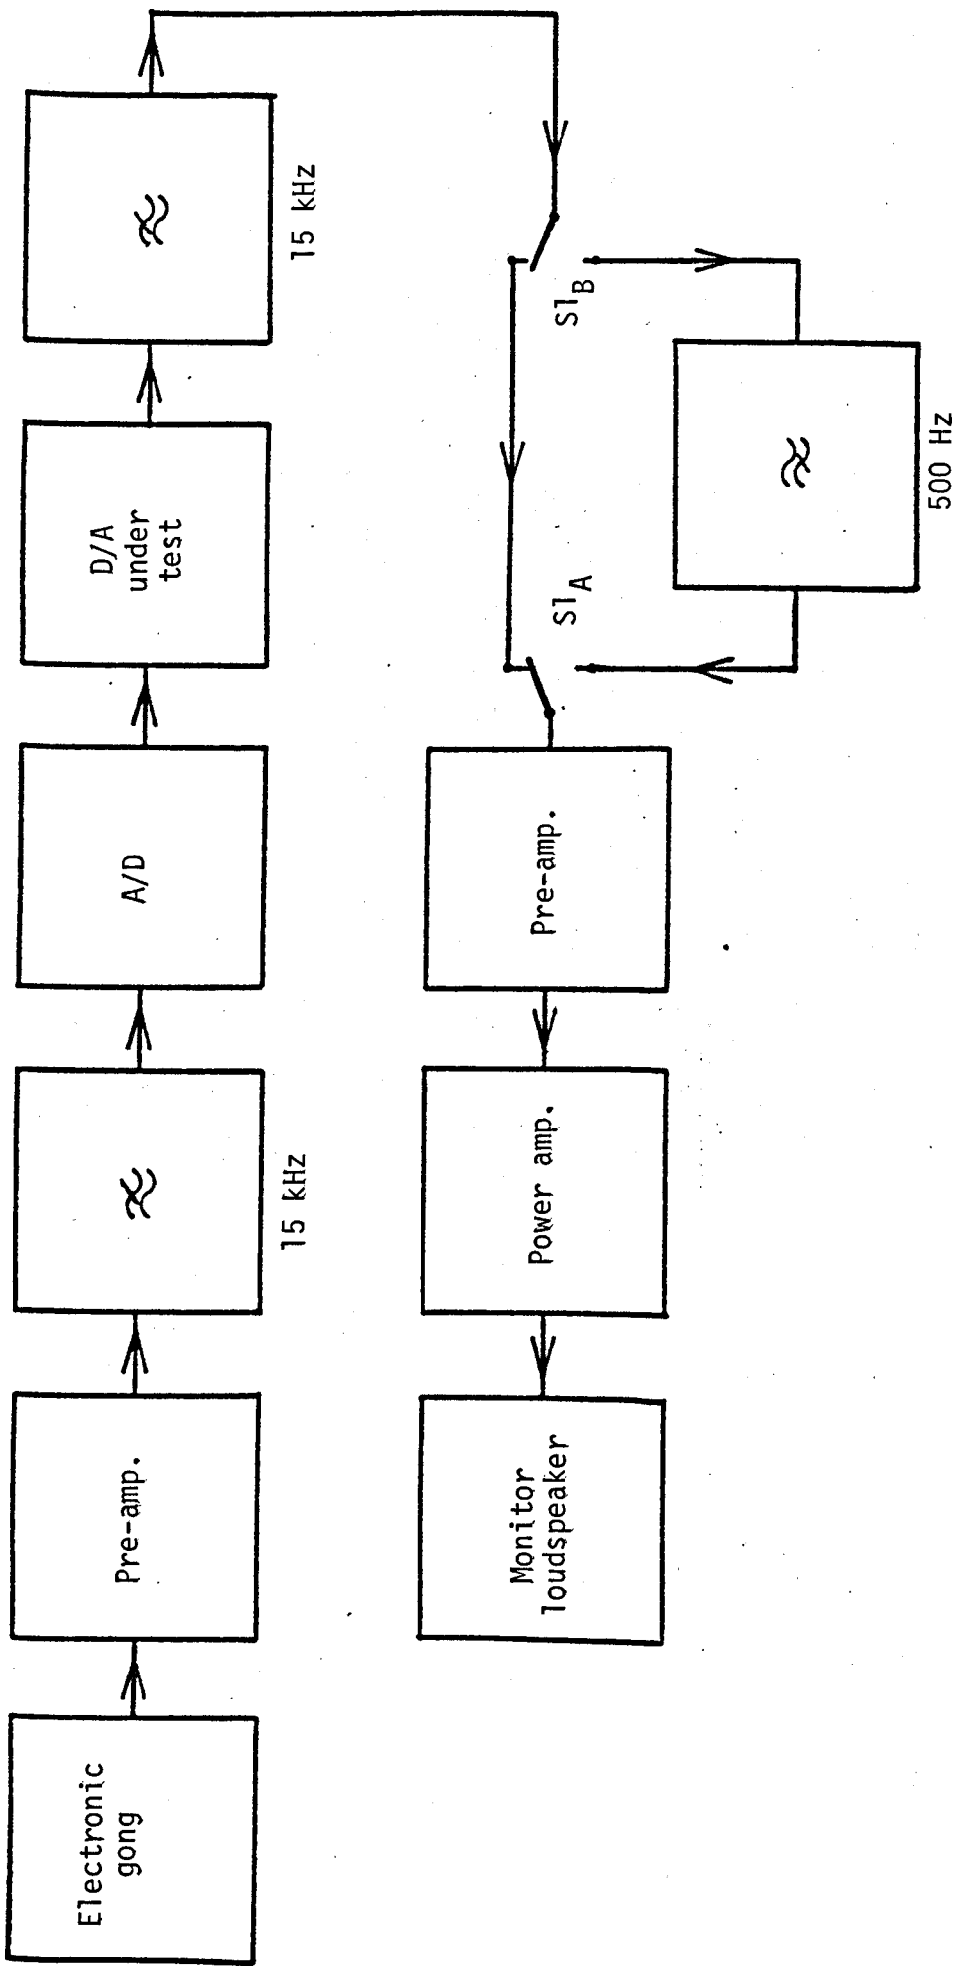 Electronic
gong
Pre-amp.
15 kHz
A/D
D/A
under
test
15 kHz
Monitor
loudspeaker
Power amp.
Pre-amp.
S1A
S1B
500 Hz